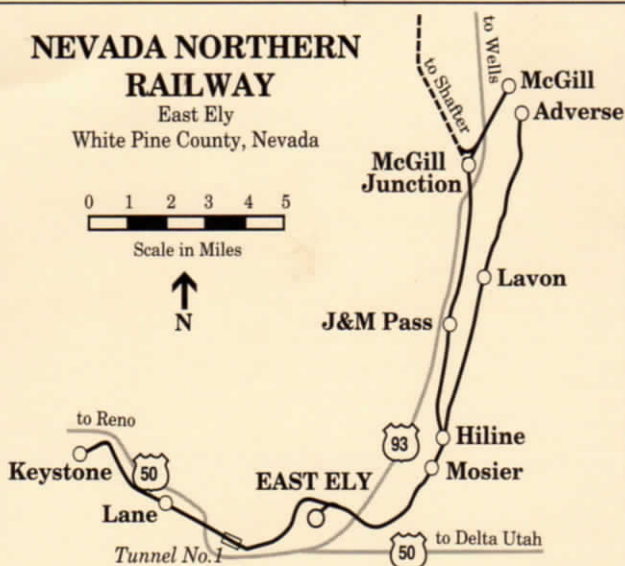 NEVADA NORTHERN
RAILWAY
East Ely
White Pine County, Nevada
0 1 2 3 4 5
Scale in Miles
N
to Wells
to Shafter
McGill
Adverse
McGill
Junction
Lavon
J&M Pass
93
Hiline
Mosier
to Reno
Keystone
50
EAST ELY
Lane
Tunnel No.1
50
to Delta Utah